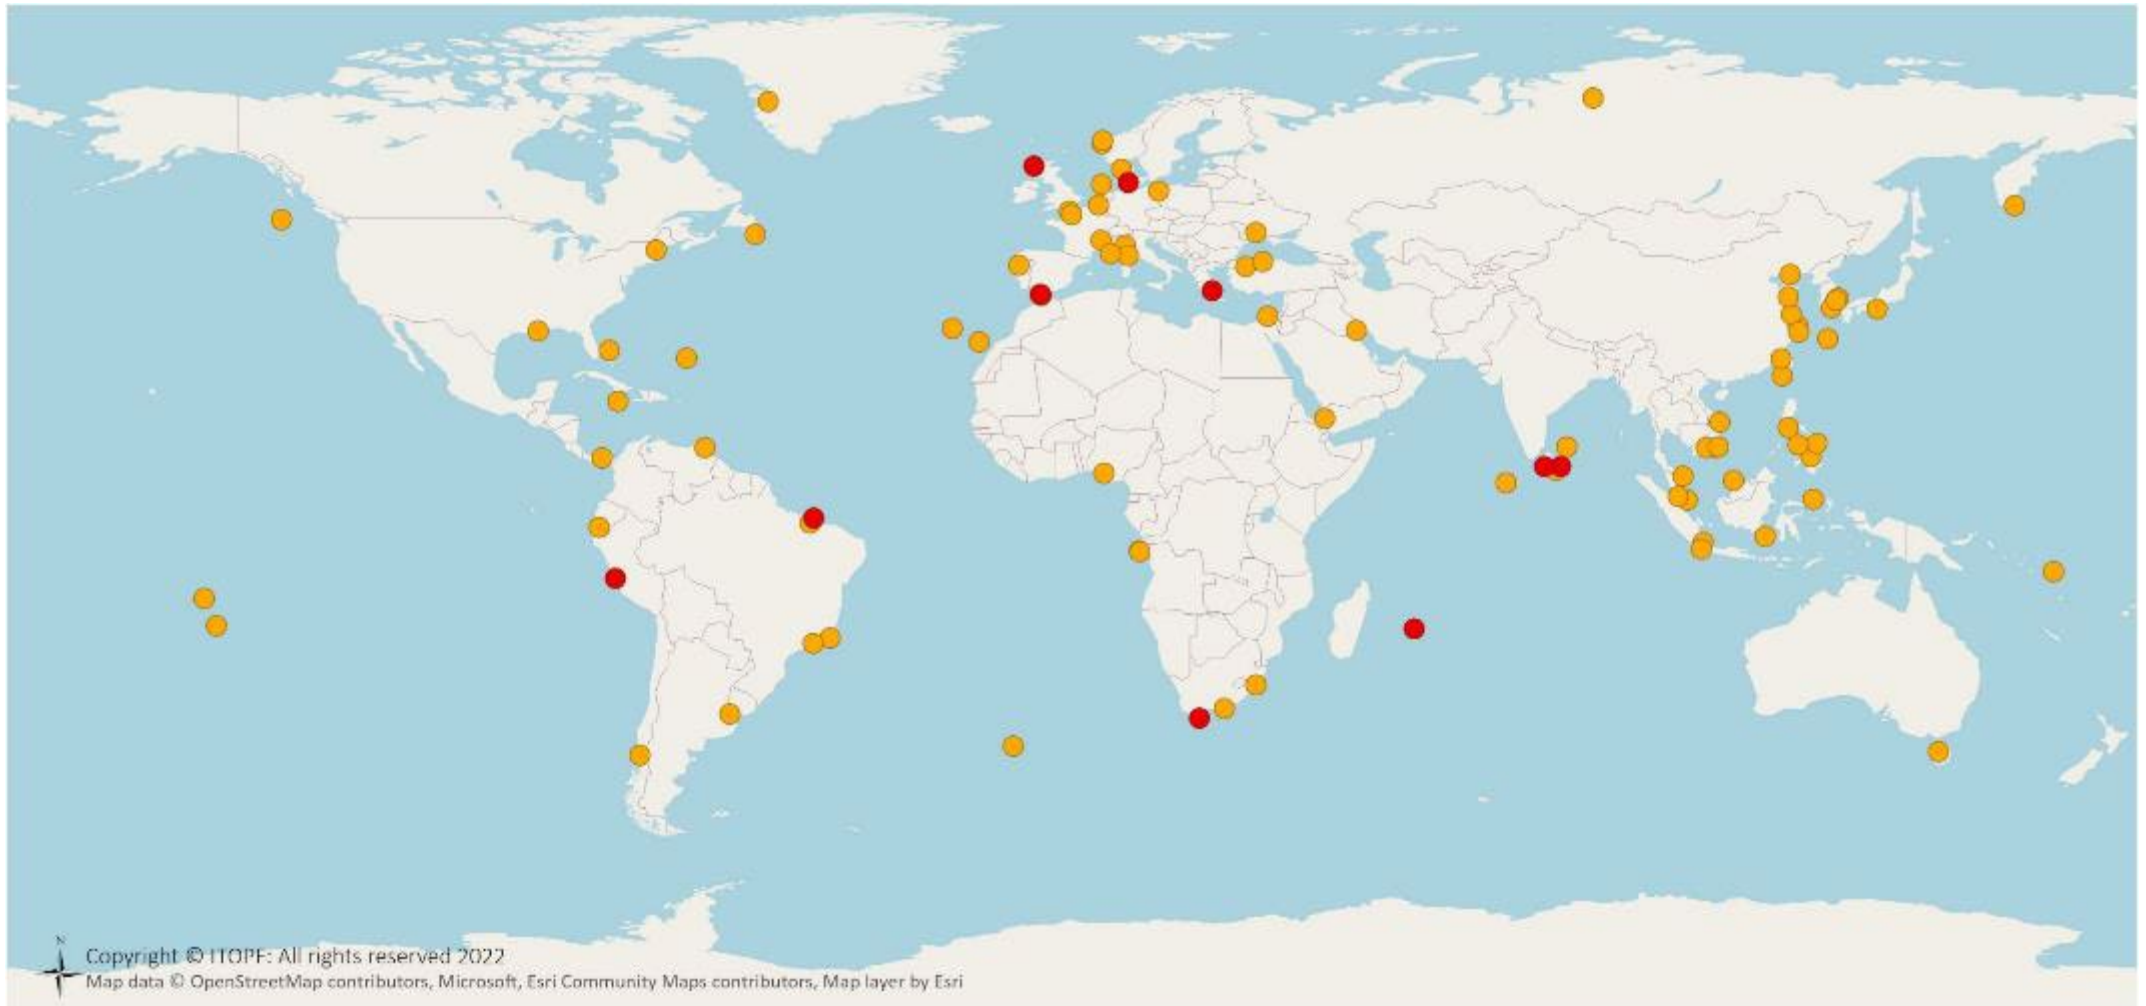 N
Copyright © ITOPF: All rights reserved 2022
Map data © OpenStreetMap contributors, Microsoft, Esri Community Maps contributors, Map layer by Esri